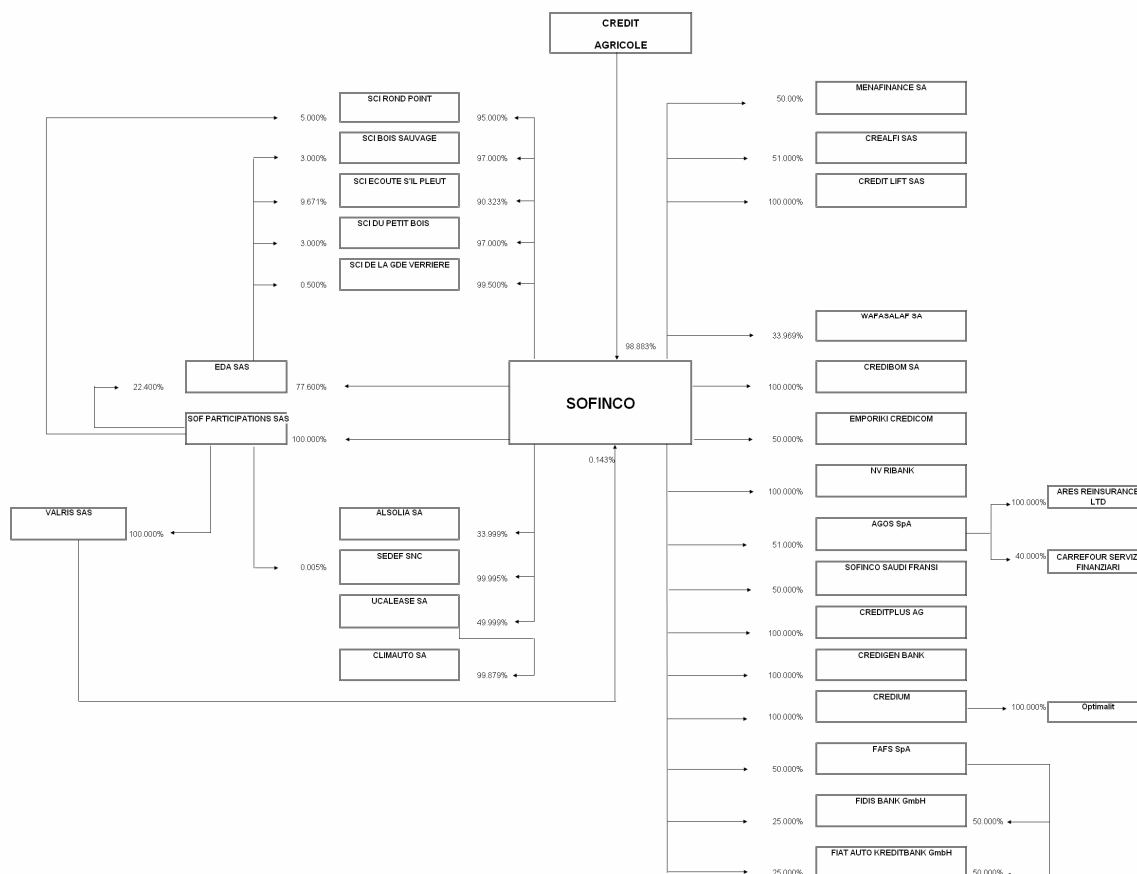 CREDIT
AGRICOLE
MENAFINANCE SA
50.00%
SCI ROND POINT
5.000%
95.000%
SCI BOIS SAUVAGE
3.000%
97.000%
CREALFI SAS
51.000%
SCI ECOUTE S'IL PLEUT
9.671%
90.323%
CREDIT LIFT SAS
100.000%
SCI DU PETIT BOIS
3.000%
97.000%
SCI DE LA GDE VERRIERE
0.500%
99.500%
WAFASALAF SA
33.969%
98.883%
EDA SAS
22.400%
77.600%
SOFINCO
CREDIBOM SA
100.000%
SOF PARTICIPATIONS SAS
100.000%
EMPORIKI CREDICOM
50.000%
0.143%
NV RIBANK
100.000%
VALRIS SAS
100.000%
ALSOLIA SA
33.999%
AGOS SpA
51.000%
100.000%
ARES REINSURANCE
LTD
40.000%
CARREFOUR SERVIZ
FINANZIARI
SEDEF SNC
0.005%
99.995%
SOFINCO SAUDI FRANSI
50.000%
UCALEASE SA
49.999%
CREDITPLUS AG
100.000%
CLIMAUTO SA
99.879%
CREDIGEN BANK
100.000%
CREDIUM
100.000%
100.000%
Optimalit
FAFS SpA
50.000%
FIDIS BANK GmbH
25.000%
50.000%
FIAT AUTO KREDITBANK GmbH
25.000%
50.000%